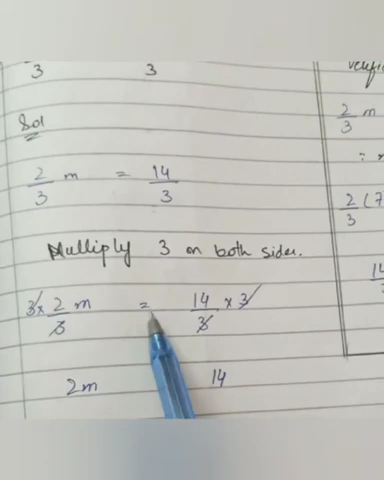 3 3
Sol
2/3 m = 14/3
Multiply 3 on both sides.
3 × 2/3 m = 14/3 × 3
2m 14
2/3 m
2/3 (7
14